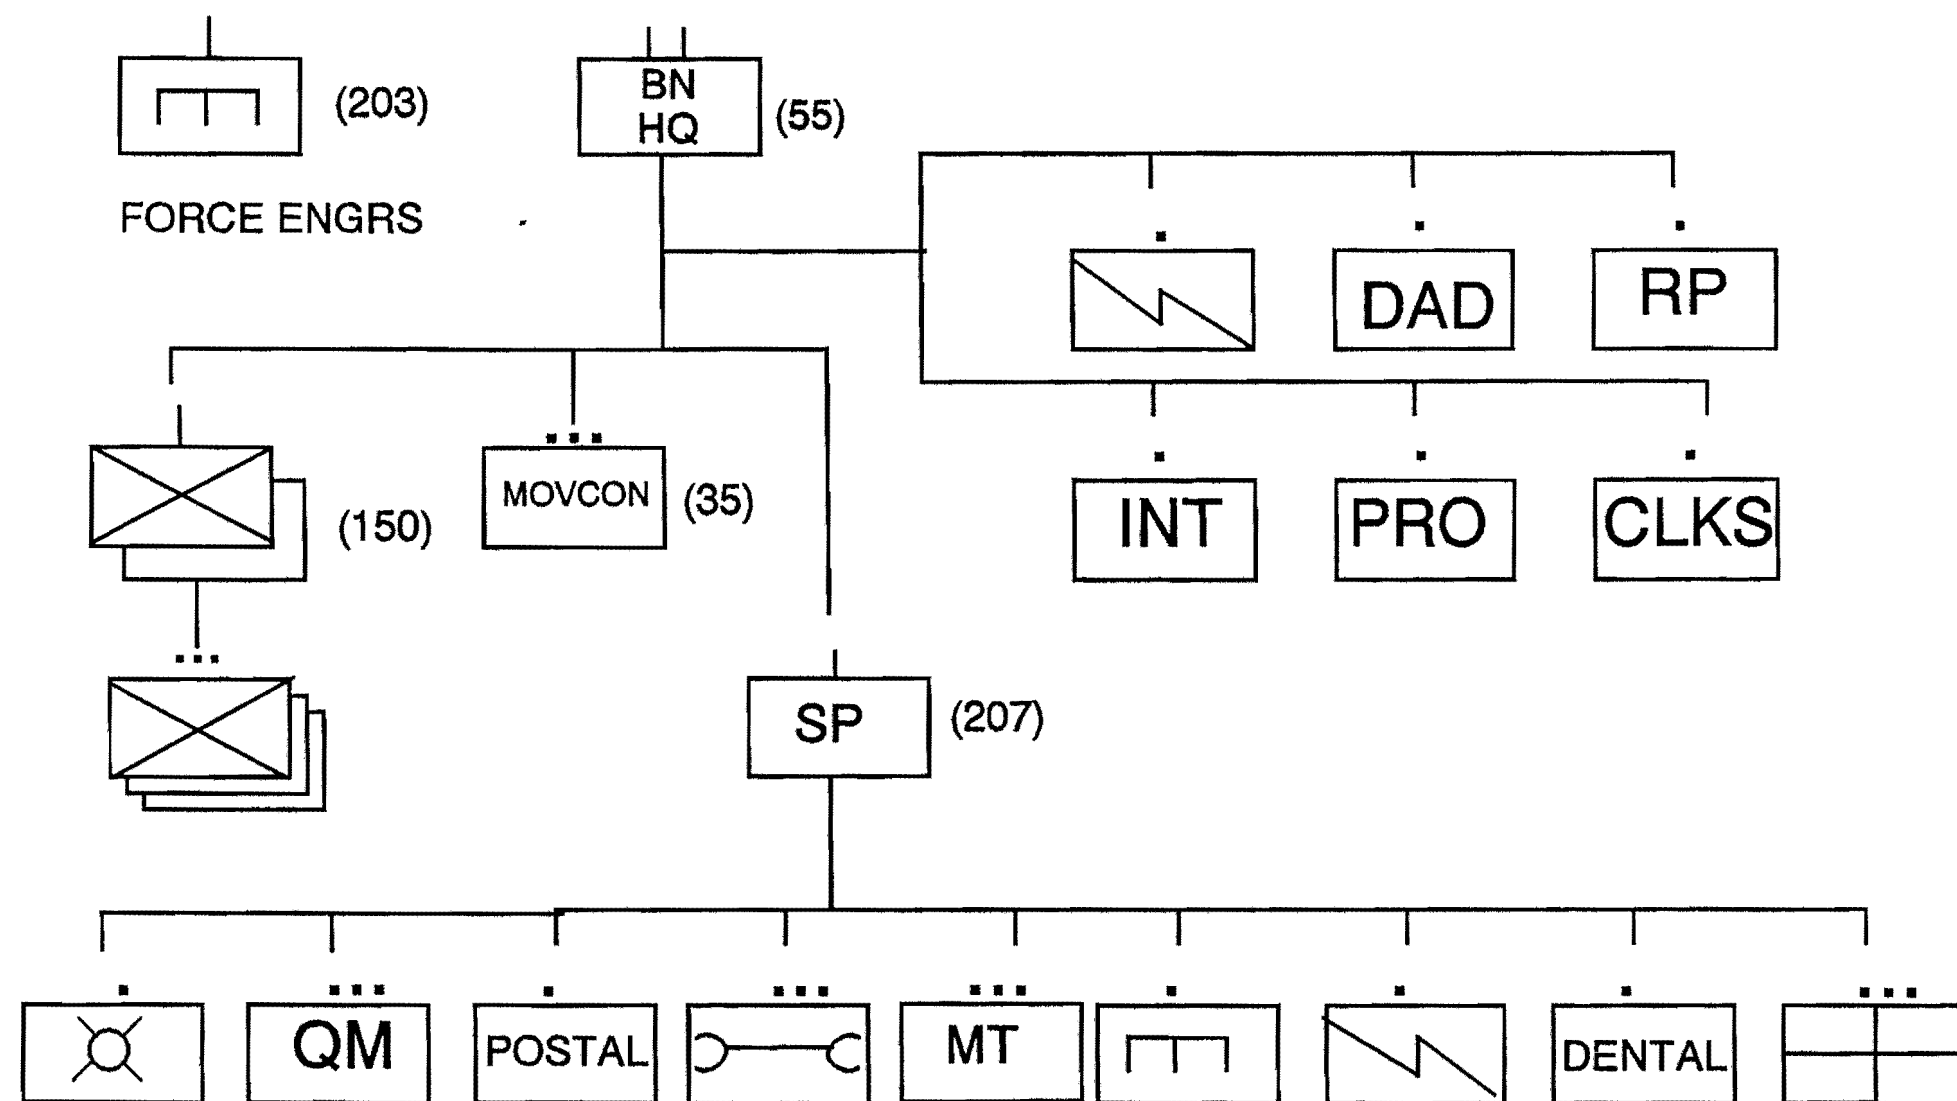 (203)
BN
HQ
(55)
FORCE ENGRS
DAD
RP
(150)
MOVCON
(35)
INT
PRO
CLKS
SP
(207)
QM
POSTAL
MT
DENTAL